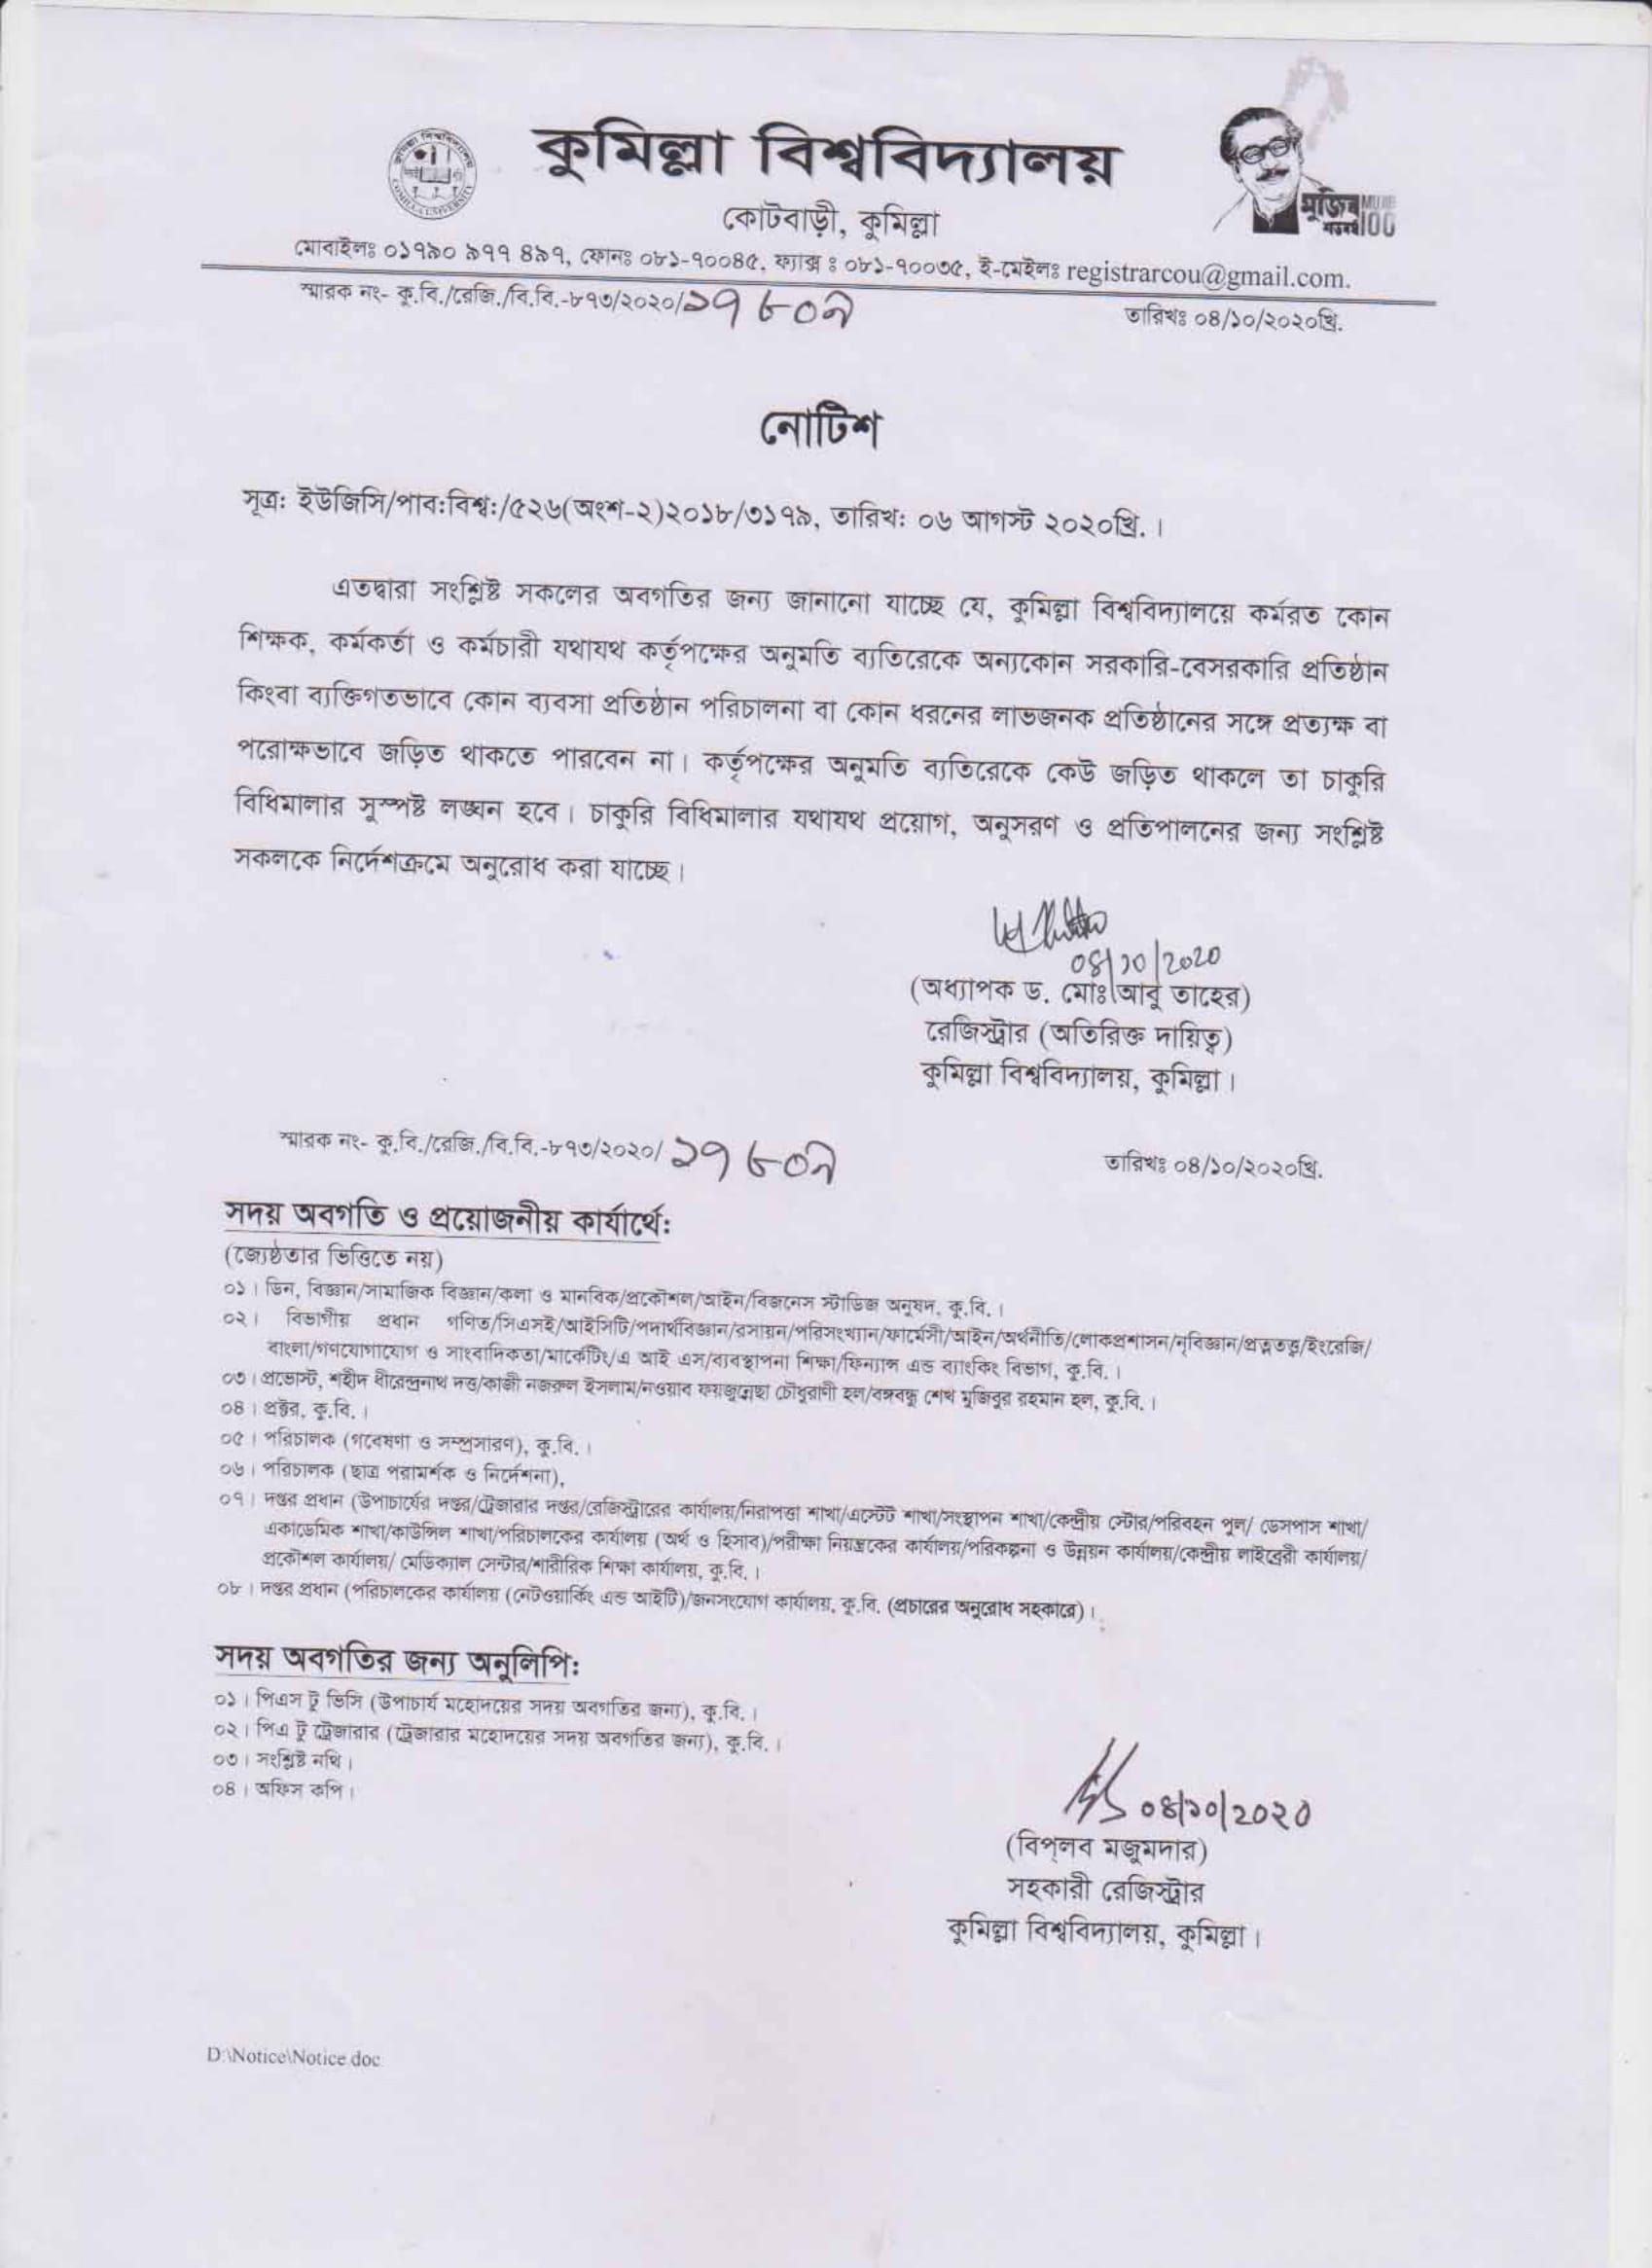 কুমিল্লা বিশ্ববিদ্যালয়
কোটবাড়ী, কুমিল্লা
মুজিব MUJIB
শতবর্ষ 100
মোবাইলঃ ০১৭৯০ ৯৭৭ ৪৯৭, ফোনঃ ০৮১-৭০০৪৫, ফ্যাক্স ঃ ০৮১-৭০০৩৫, ই-মেইলঃ registrarcou@gmail.com.
স্মারক নং- কু.বি./রেজি./বি.বি.-৮৭৩/২০২০/১৭৮০৯
তারিখঃ ০৪/১০/২০২০খ্রি.
নোটিশ
সূত্র: ইউজিসি/পাব:বিশ্ব:/৫২৬(অংশ-২)২০১৮/৩১৭৯, তারিখ: ০৬ আগস্ট ২০২০খ্রি. ।
এতদ্বারা সংশ্লিষ্ট সকলের অবগতির জন্য জানানো যাচ্ছে যে, কুমিল্লা বিশ্ববিদ্যালয়ে কর্মরত কোন
শিক্ষক, কর্মকর্তা ও কর্মচারী যথাযথ কর্তৃপক্ষের অনুমতি ব্যতিরেকে অন্যকোন সরকারি-বেসরকারি প্রতিষ্ঠান
কিংবা ব্যক্তিগতভাবে কোন ব্যবসা প্রতিষ্ঠান পরিচালনা বা কোন ধরনের লাভজনক প্রতিষ্ঠানের সঙ্গে প্রত্যক্ষ বা
পরোক্ষভাবে জড়িত থাকতে পারবেন না। কর্তৃপক্ষের অনুমতি ব্যতিরেকে কেউ জড়িত থাকলে তা চাকুরি
বিধিমালার সুস্পষ্ট লঙ্ঘন হবে। চাকুরি বিধিমালার যথাযথ প্রয়োগ, অনুসরণ ও প্রতিপালনের জন্য সংশ্লিষ্ট
সকলকে নির্দেশক্রমে অনুরোধ করা যাচ্ছে।
০৪/১০/২০২০
(অধ্যাপক ড. মোঃ আবু তাহের)
রেজিস্ট্রার (অতিরিক্ত দায়িত্ব)
কুমিল্লা বিশ্ববিদ্যালয়, কুমিল্লা।
স্মারক নং- কু.বি./রেজি./বি.বি.-৮৭৩/২০২০/১৭৮০৯
তারিখঃ ০৪/১০/২০২০খ্রি.
সদয় অবগতি ও প্রয়োজনীয় কার্যার্থে:
(জ্যেষ্ঠতার ভিত্তিতে নয়)
০১। ডিন, বিজ্ঞান/সামাজিক বিজ্ঞান/কলা ও মানবিক/প্রকৌশল/আইন/বিজনেস স্টাডিজ অনুষদ, কু.বি. ।
০২। বিভাগীয় প্রধান গণিত/সিএসই/আইসিটি/পদার্থবিজ্ঞান/রসায়ন/পরিসংখ্যান/ফার্মেসী/আইন/অর্থনীতি/লোকপ্রশাসন/নৃবিজ্ঞান/প্রত্নতত্ত্ব/ইংরেজি/
বাংলা/গণযোগাযোগ ও সাংবাদিকতা/মার্কেটিং/এ আই এস/ব্যবস্থাপনা শিক্ষা/ফিন্যান্স এন্ড ব্যাংকিং বিভাগ, কু.বি. ।
০৩। প্রভোস্ট, শহীদ ধীরেন্দ্রনাথ দত্ত/কাজী নজরুল ইসলাম/নওয়াব ফয়জুন্নেছা চৌধুরাণী হল/বঙ্গবন্ধু শেখ মুজিবুর রহমান হল, কু.বি. ।
০৪। প্রক্টর, কু.বি. ।
০৫। পরিচালক (গবেষণা ও সম্প্রসারণ), কু.বি. ।
০৬। পরিচালক (ছাত্র পরামর্শক ও নির্দেশনা),
০৭। দপ্তর প্রধান (উপাচার্যের দপ্তর/ট্রেজারার দপ্তর/রেজিস্ট্রারের কার্যালয়/নিরাপত্তা শাখা/এস্টেট শাখা/সংস্থাপন শাখা/কেন্দ্রীয় স্টোর/পরিবহন পুল/ ডেসপাস শাখা/
একাডেমিক শাখা/কাউন্সিল শাখা/পরিচালকের কার্যালয় (অর্থ ও হিসাব)/পরীক্ষা নিয়ন্ত্রকের কার্যালয়/পরিকল্পনা ও উন্নয়ন কার্যালয়/কেন্দ্রীয় লাইব্রেরী কার্যালয়/
প্রকৌশল কার্যালয়/ মেডিক্যাল সেন্টার/শারীরিক শিক্ষা কার্যালয়, কু.বি. ।
০৮। দপ্তর প্রধান (পরিচালকের কার্যালয় (নেটওয়ার্কিং এন্ড আইটি)/জনসংযোগ কার্যালয়, কু.বি. (প্রচারের অনুরোধ সহকারে)।
সদয় অবগতির জন্য অনুলিপি:
০১। পিএস টু ভিসি (উপাচার্য মহোদয়ের সদয় অবগতির জন্য), কু.বি. ।
০২। পিএ টু ট্রেজারার (ট্রেজারার মহোদয়ের সদয় অবগতির জন্য), কু.বি. ।
০৩। সংশ্লিষ্ট নথি।
০৪। অফিস কপি।
০৪/১০/২০২০
(বিপ্লব মজুমদার)
সহকারী রেজিস্ট্রার
কুমিল্লা বিশ্ববিদ্যালয়, কুমিল্লা।
D:\Notice\Notice.doc